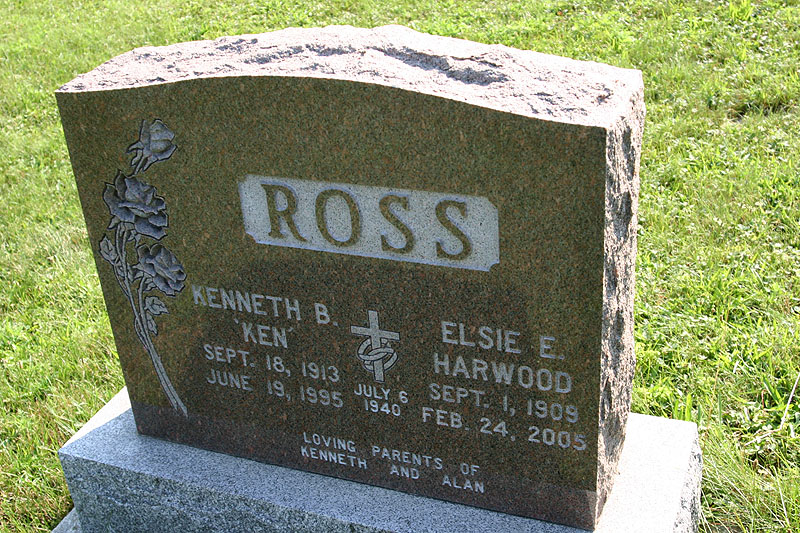 ROSS
KENNETH B.
'KEN'
SEPT. 18, 1913
JUNE 19, 1995
JULY 6
1940
ELSIE E.
HARWOOD
SEPT. 1, 1909
FEB. 24, 2005
LOVING PARENTS OF
KENNETH AND ALAN